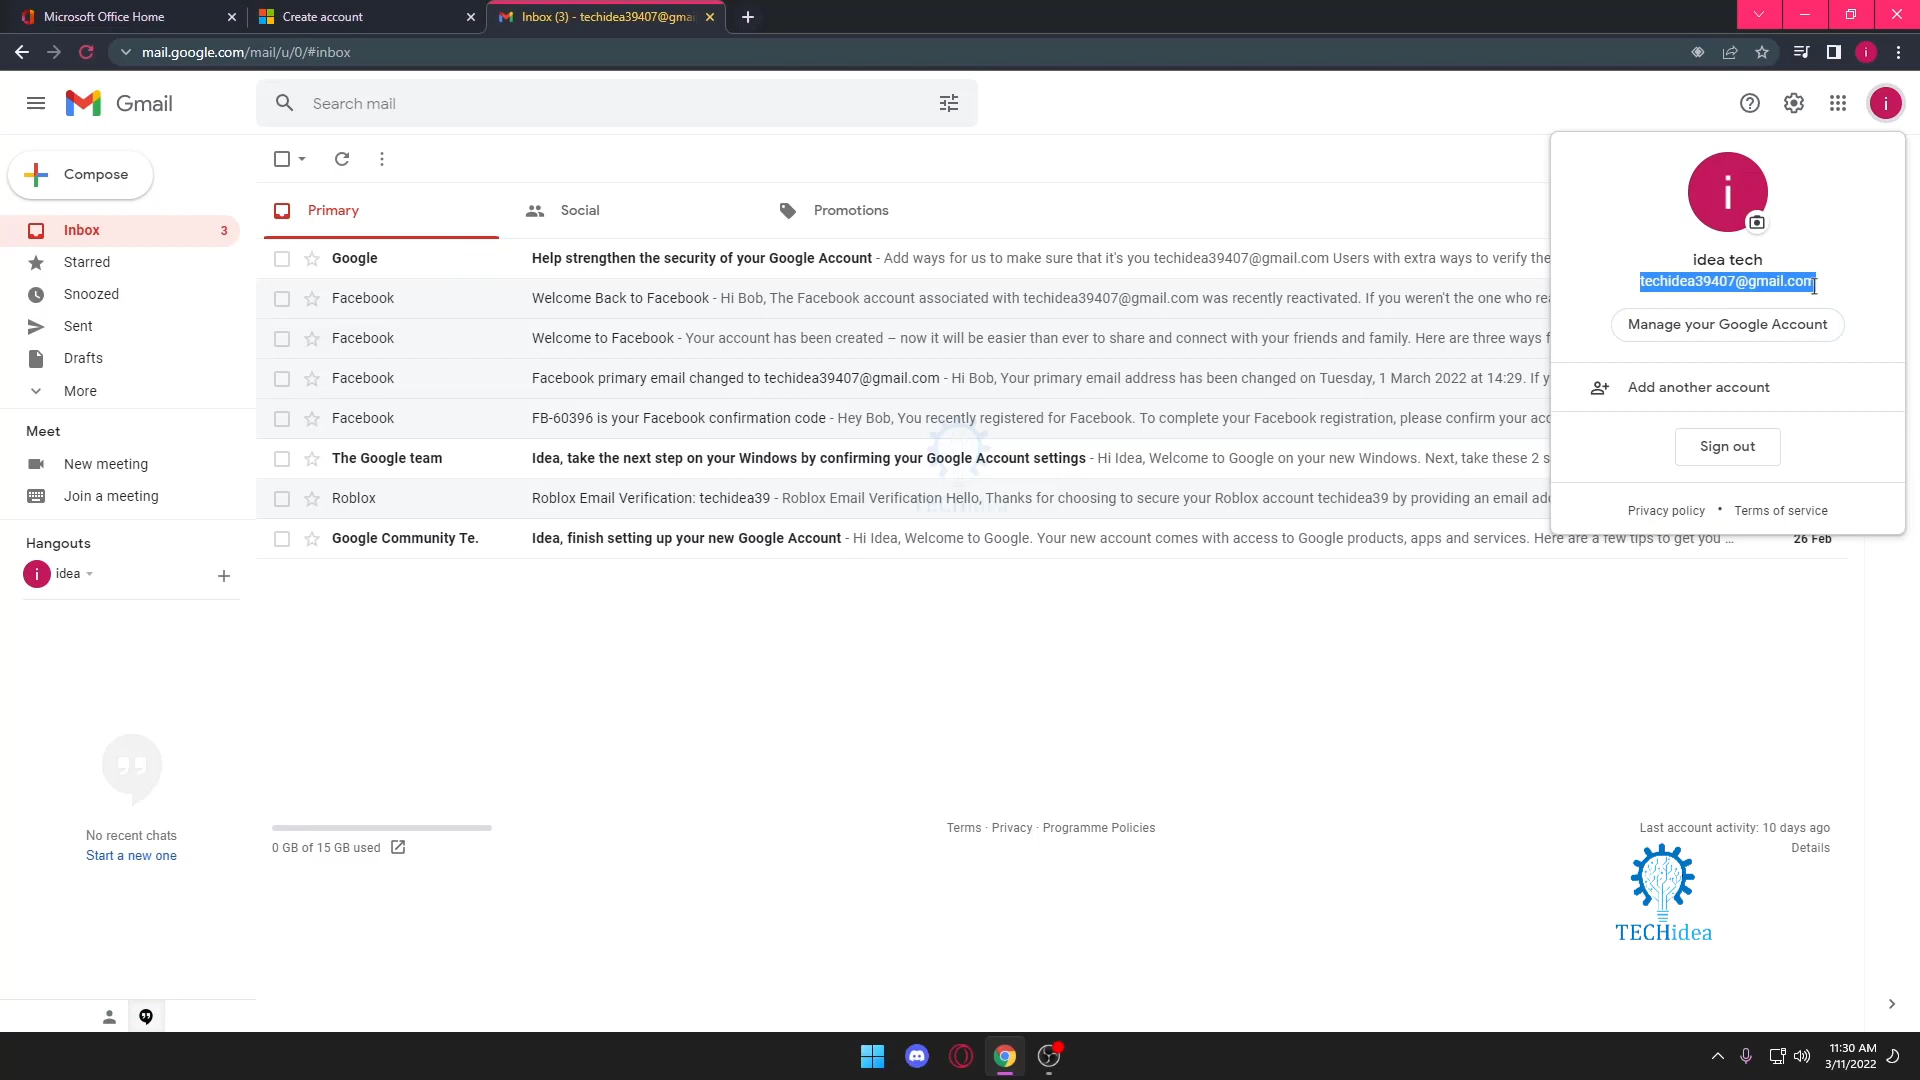 Microsoft Office Home
Create account
Inbox (3) - techidea39407@gmai
mail.google.com/mail/u/0/#inbox
i
Gmail
Search mail
i
Compose
Inbox 3
Starred
Snoozed
Sent
Drafts
More
Meet
New meeting
Join a meeting
Hangouts
i idea
No recent chats
Start a new one
Primary
Social
Promotions
Google Help strengthen the security of your Google Account - Add ways for us to make sure that it's you techidea39407@gmail.com Users with extra ways to verify the
Facebook Welcome Back to Facebook - Hi Bob, The Facebook account associated with techidea39407@gmail.com was recently reactivated. If you weren't the one who
Facebook Welcome to Facebook - Your account has been created – now it will be easier than ever to share and connect with your friends and family. Here are three ways
Facebook Facebook primary email changed to techidea39407@gmail.com - Hi Bob, Your primary email address has been changed on Tuesday, 1 March 2022 at 14:29. If
Facebook FB-60396 is your Facebook confirmation code - Hey Bob, You recently registered for Facebook. To complete your Facebook registration, please confirm your
The Google team Idea, take the next step on your Windows by confirming your Google Account settings - Hi Idea, Welcome to Google on your new Windows. Next, take these 2
Roblox Roblox Email Verification: techidea39 - Roblox Email Verification Hello, Thanks for choosing to secure your Roblox account techidea39 by providing an email
Google Community Te. Idea, finish setting up your new Google Account - Hi Idea, Welcome to Google. Your new account comes with access to Google products, apps and services. Here are a few tips to get you ... 26 Feb
TECHidea
i
idea tech
techidea39407@gmail.com
Manage your Google Account
Add another account
Sign out
Privacy policy • Terms of service
0 GB of 15 GB used
Terms · Privacy · Programme Policies
Last account activity: 10 days ago
Details
TECHidea
11:30 AM
3/11/2022